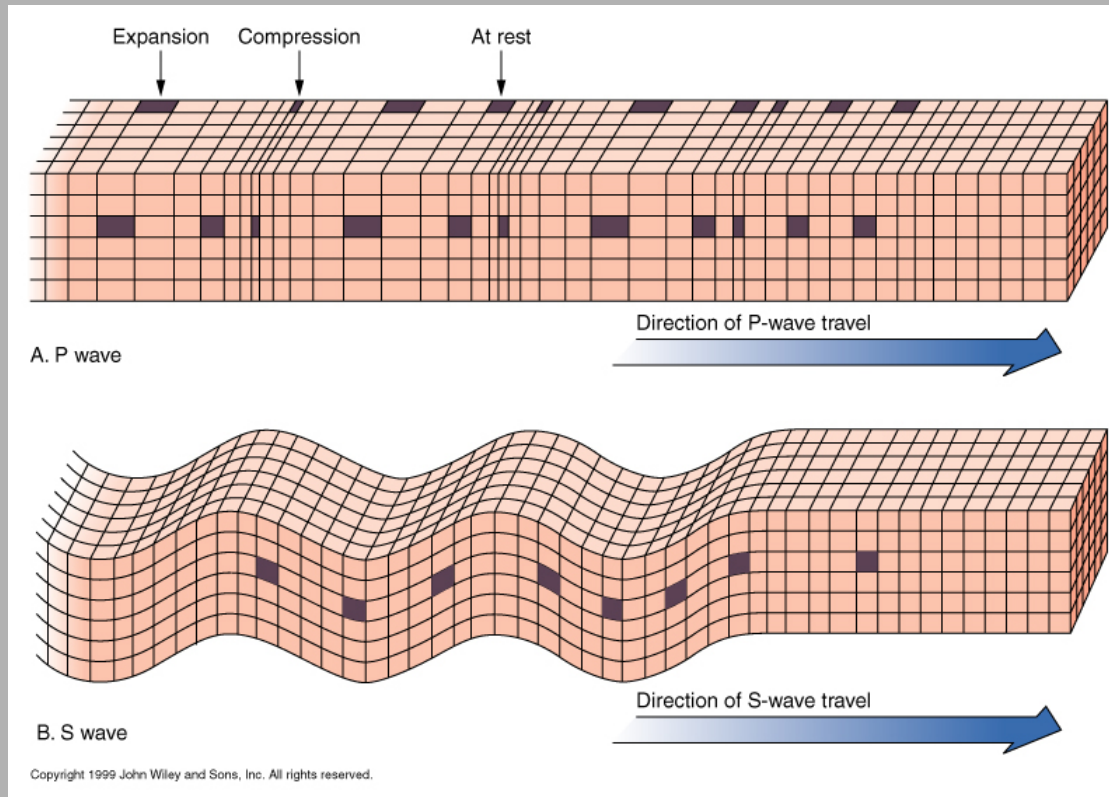 Expansion Compression At rest
Direction of P-wave travel
A. P wave
Direction of S-wave travel
B. S wave
Copyright 1999 John Wiley and Sons, Inc. All rights reserved.